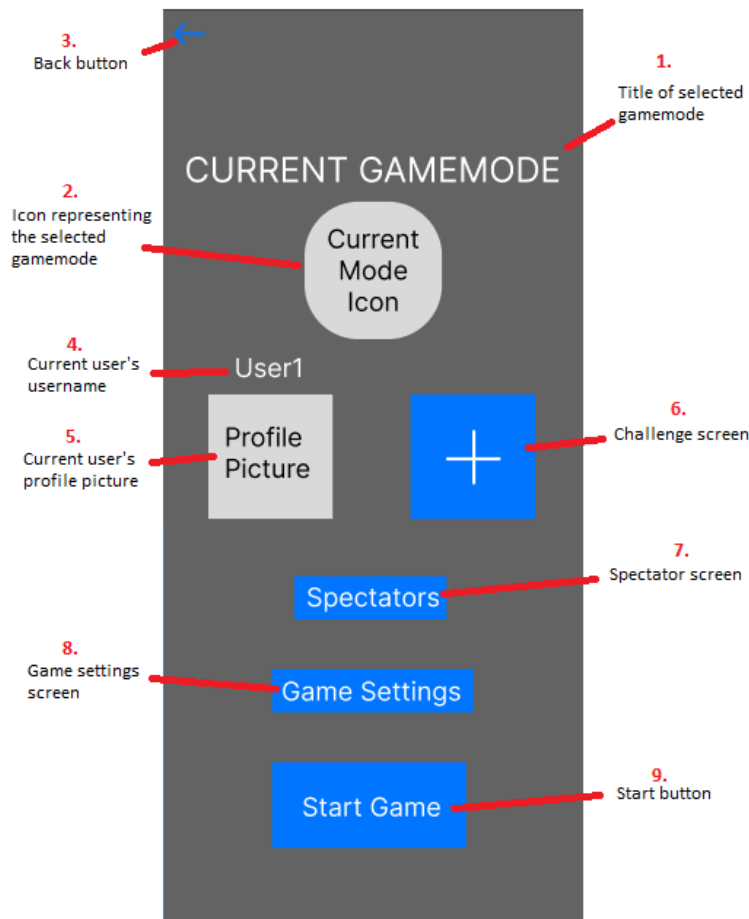 3.
Back button
1.
Title of selected
gamemode
CURRENT GAMEMODE
2.
Icon representing
the selected
gamemode
Current
Mode
Icon
4.
Current user's
username
User1
5.
Current user's
profile picture
Profile
Picture
6.
Challenge screen
7.
Spectator screen
Spectators
8.
Game settings
screen
Game Settings
9.
Start button
Start Game